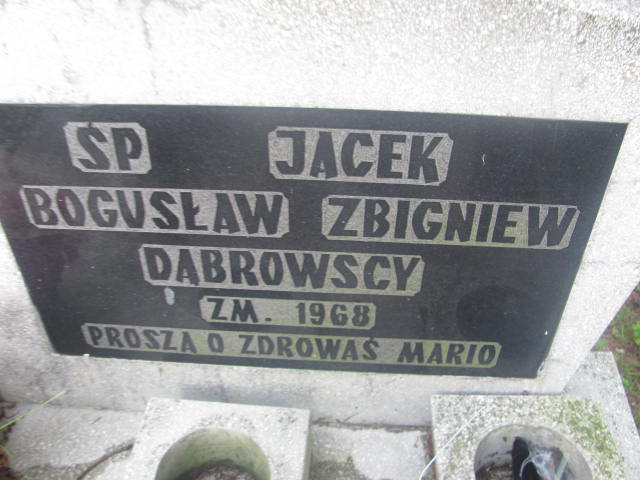 ŚP JACEK
BOGUSŁAW ZBIGNIEW
DĄBROWSCY
ZM. 1968
PROSZĄ O ZDROWAŚ MARIO